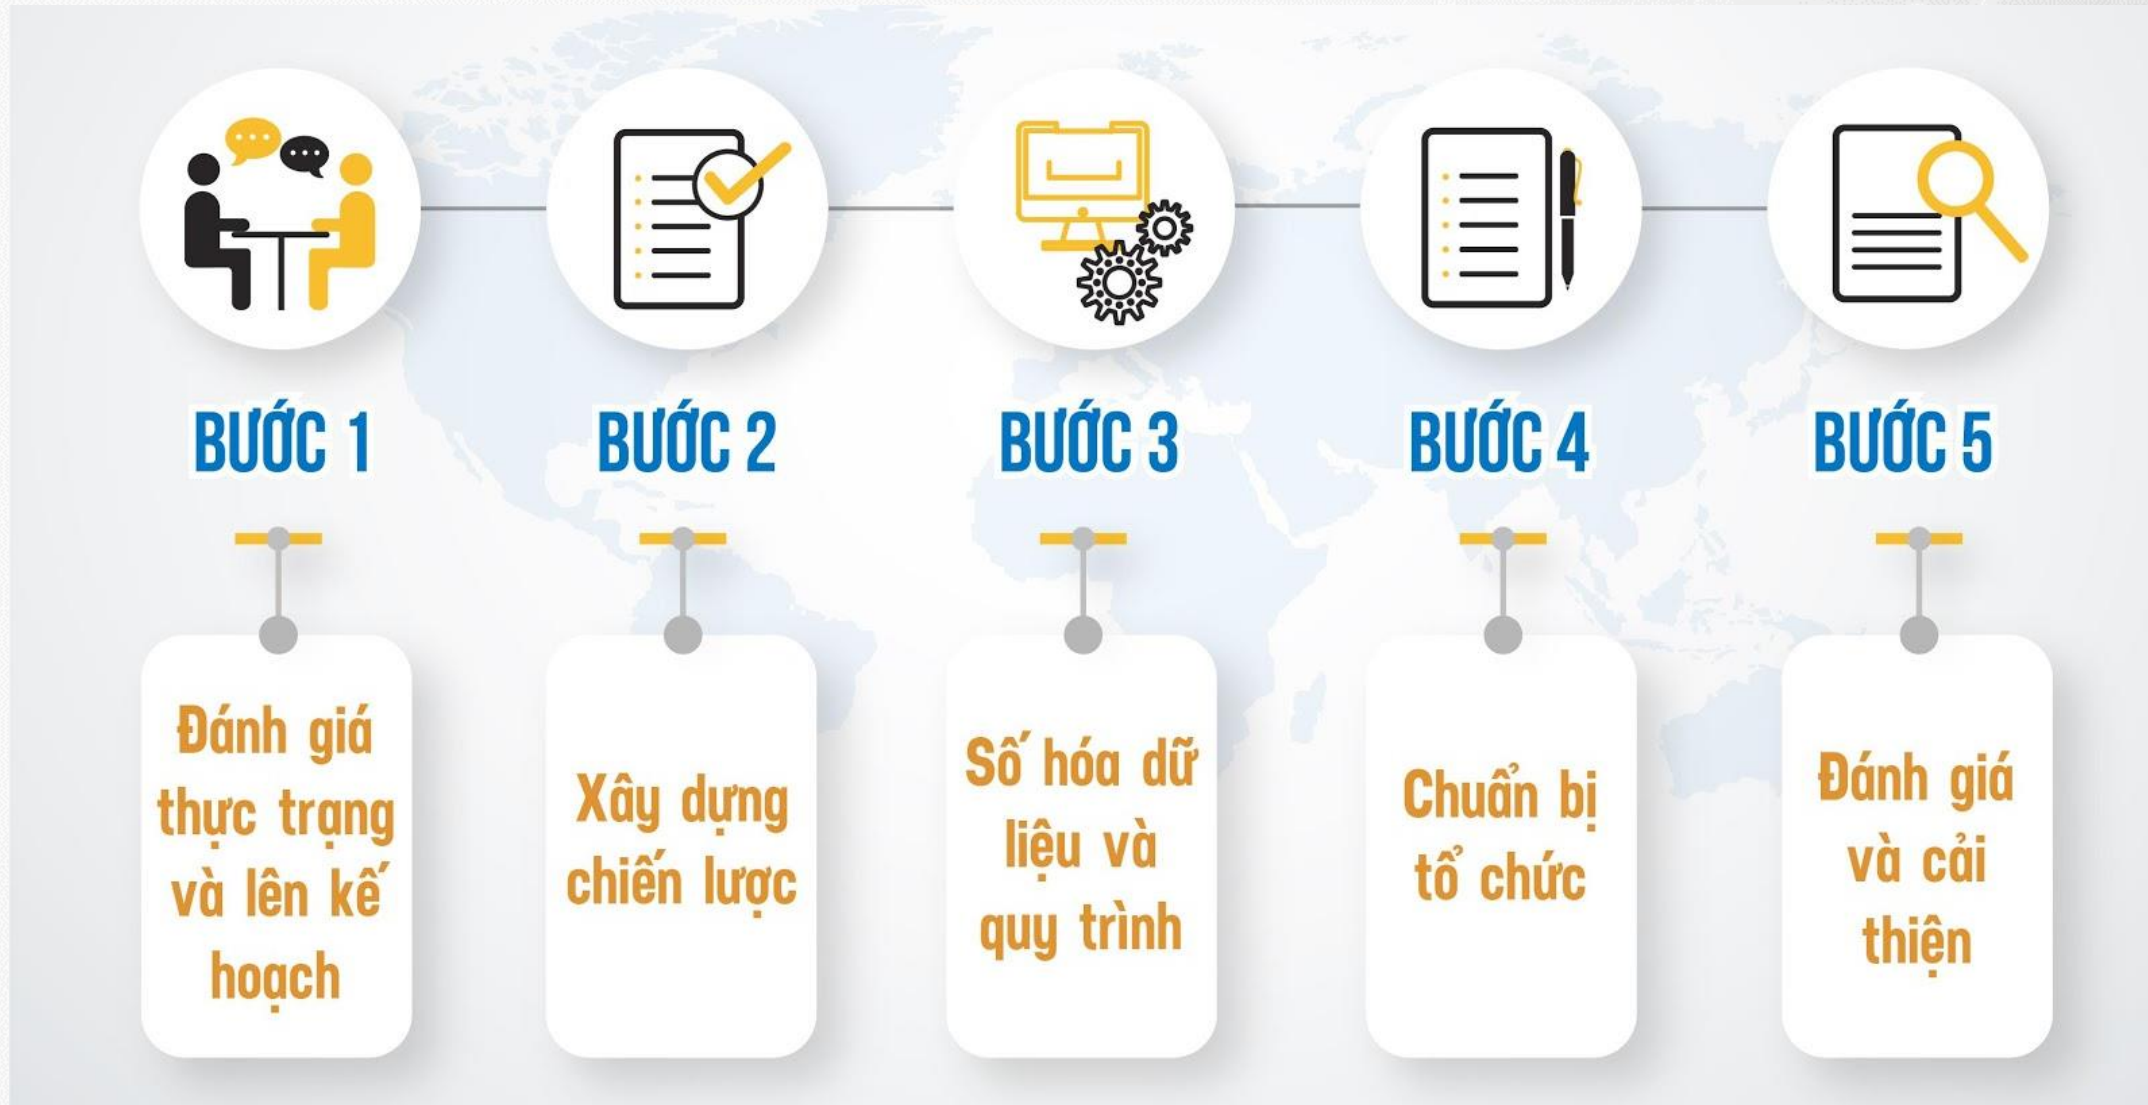 BƯỚC 1
BƯỚC 2
BƯỚC 3
BƯỚC 4
BƯỚC 5
Đánh giá
thực trạng
và lên kế
hoạch
Xây dựng
chiến lược
Số hóa dữ
liệu và
quy trình
Chuẩn bị
tổ chức
Đánh giá
và cải
thiện